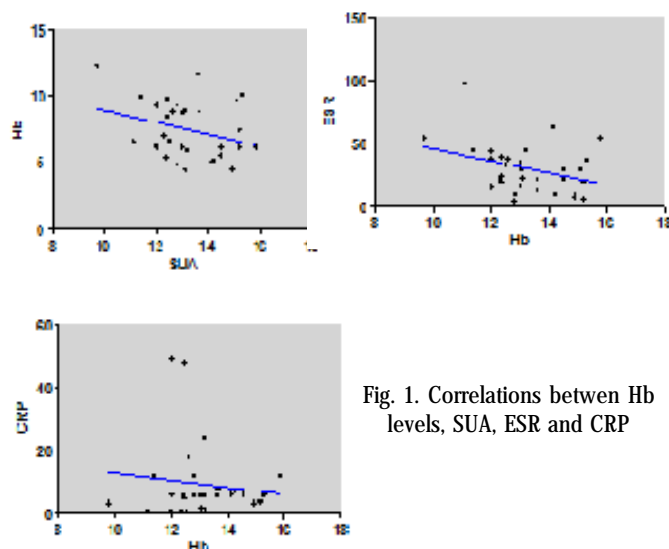 15
10
5
0
Hb
8 10 12 14 16
SUA
150
100
50
0
ESR
8 10 12 14 16 18
Hb
60
40
20
0
CRP
8 10 12 14 16 18
Hb
Fig. 1. Correlations betwen Hb
levels, SUA, ESR and CRP